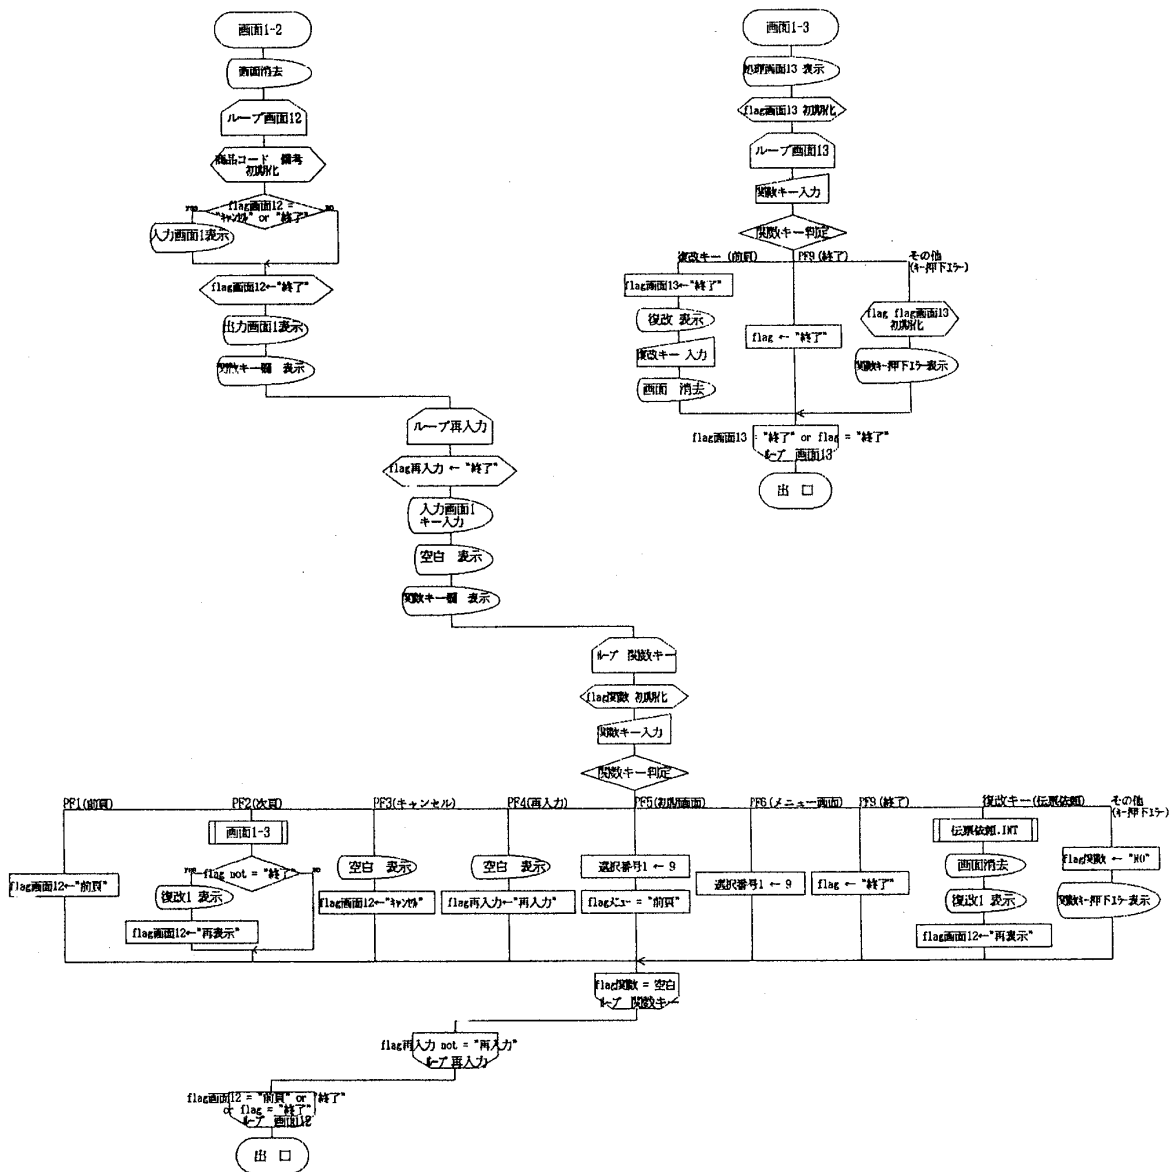 画面1-2
画面消去
ループ画面12
商品コード 備考
初期化
flag画面12 =
"ｷｬﾝｾﾙ" or "終了"
yes
no
入力画面1表示
flag画面12←"終了"
出力画面1表示
関数キー欄 表示
ループ再入力
flag再入力 ← "終了"
入力画面1
キー入力
空白 表示
関数キー欄 表示
ﾙｰﾌﾟ 関数キー
flag関数 初期化
関数キー入力
関数キー判定
PF1(前頁)
flag画面12←"前頁"
PF2(次頁)
画面1-3
flag not = "終了"
yes
no
復改1 表示
flag画面12←"再表示"
PF3(キャンセル)
空白 表示
flag画面12←"ｷｬﾝｾﾙ"
PF4(再入力)
空白 表示
flag再入力←"再入力"
PF5(初期画面)
選択番号1 ← 9
flagﾒﾆｭｰ = "前頁"
PF6(メニュー画面)
選択番号1 ← 9
PF9(終了)
flag ← "終了"
復改キー(伝票依頼)
伝票依頼.INT
画面消去
復改1 表示
flag画面12←"再表示"
その他
(ｷｰ押下ｴﾗｰ)
flag関数 ← "NO"
関数ｷｰ押下ｴﾗｰ表示
flag関数 = 空白
ﾙｰﾌﾟ 関数キー
flag再入力 not = "再入力"
ﾙｰﾌﾟ 再入力
flag画面12 = "前頁" or "終了"
or flag = "終了"
ﾙｰﾌﾟ 画面12
出 口
画面1-3
処理画面13 表示
flag画面13 初期化
ループ画面13
関数キー入力
関数キー判定
復改キー(前頁)
flag画面13←"終了"
復改 表示
復改キー 入力
画面 消去
PF9(終了)
flag ← "終了"
その他
(ｷｰ押下ｴﾗｰ)
flag flag画面13
初期化
関数ｷｰ押下ｴﾗｰ表示
flag画面13 = "終了" or flag = "終了"
ﾙｰﾌﾟ 画面13
出 口